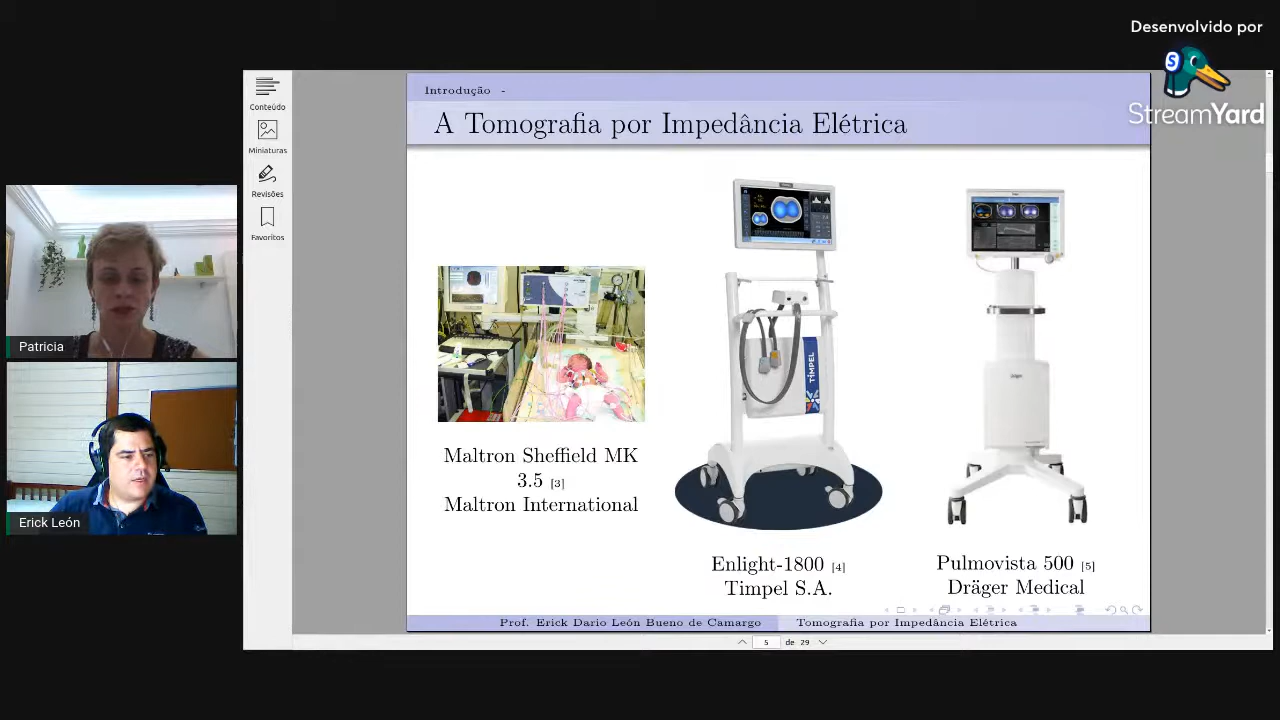 Desenvolvido por
StreamYard
Conteúdo
Miniaturas
Revisões
Favoritos
Introdução -
A Tomografia por Impedância Elétrica
TIMPEL
Maltron Sheffield MK
3.5 [3]
Maltron International
Enlight-1800 [4]
Timpel S.A.
Pulmovista 500 [5]
Dräger Medical
Prof. Erick Dario León Bueno de Camargo
Tomografia por Impedância Elétrica
5 de 29
Patricia
Erick León